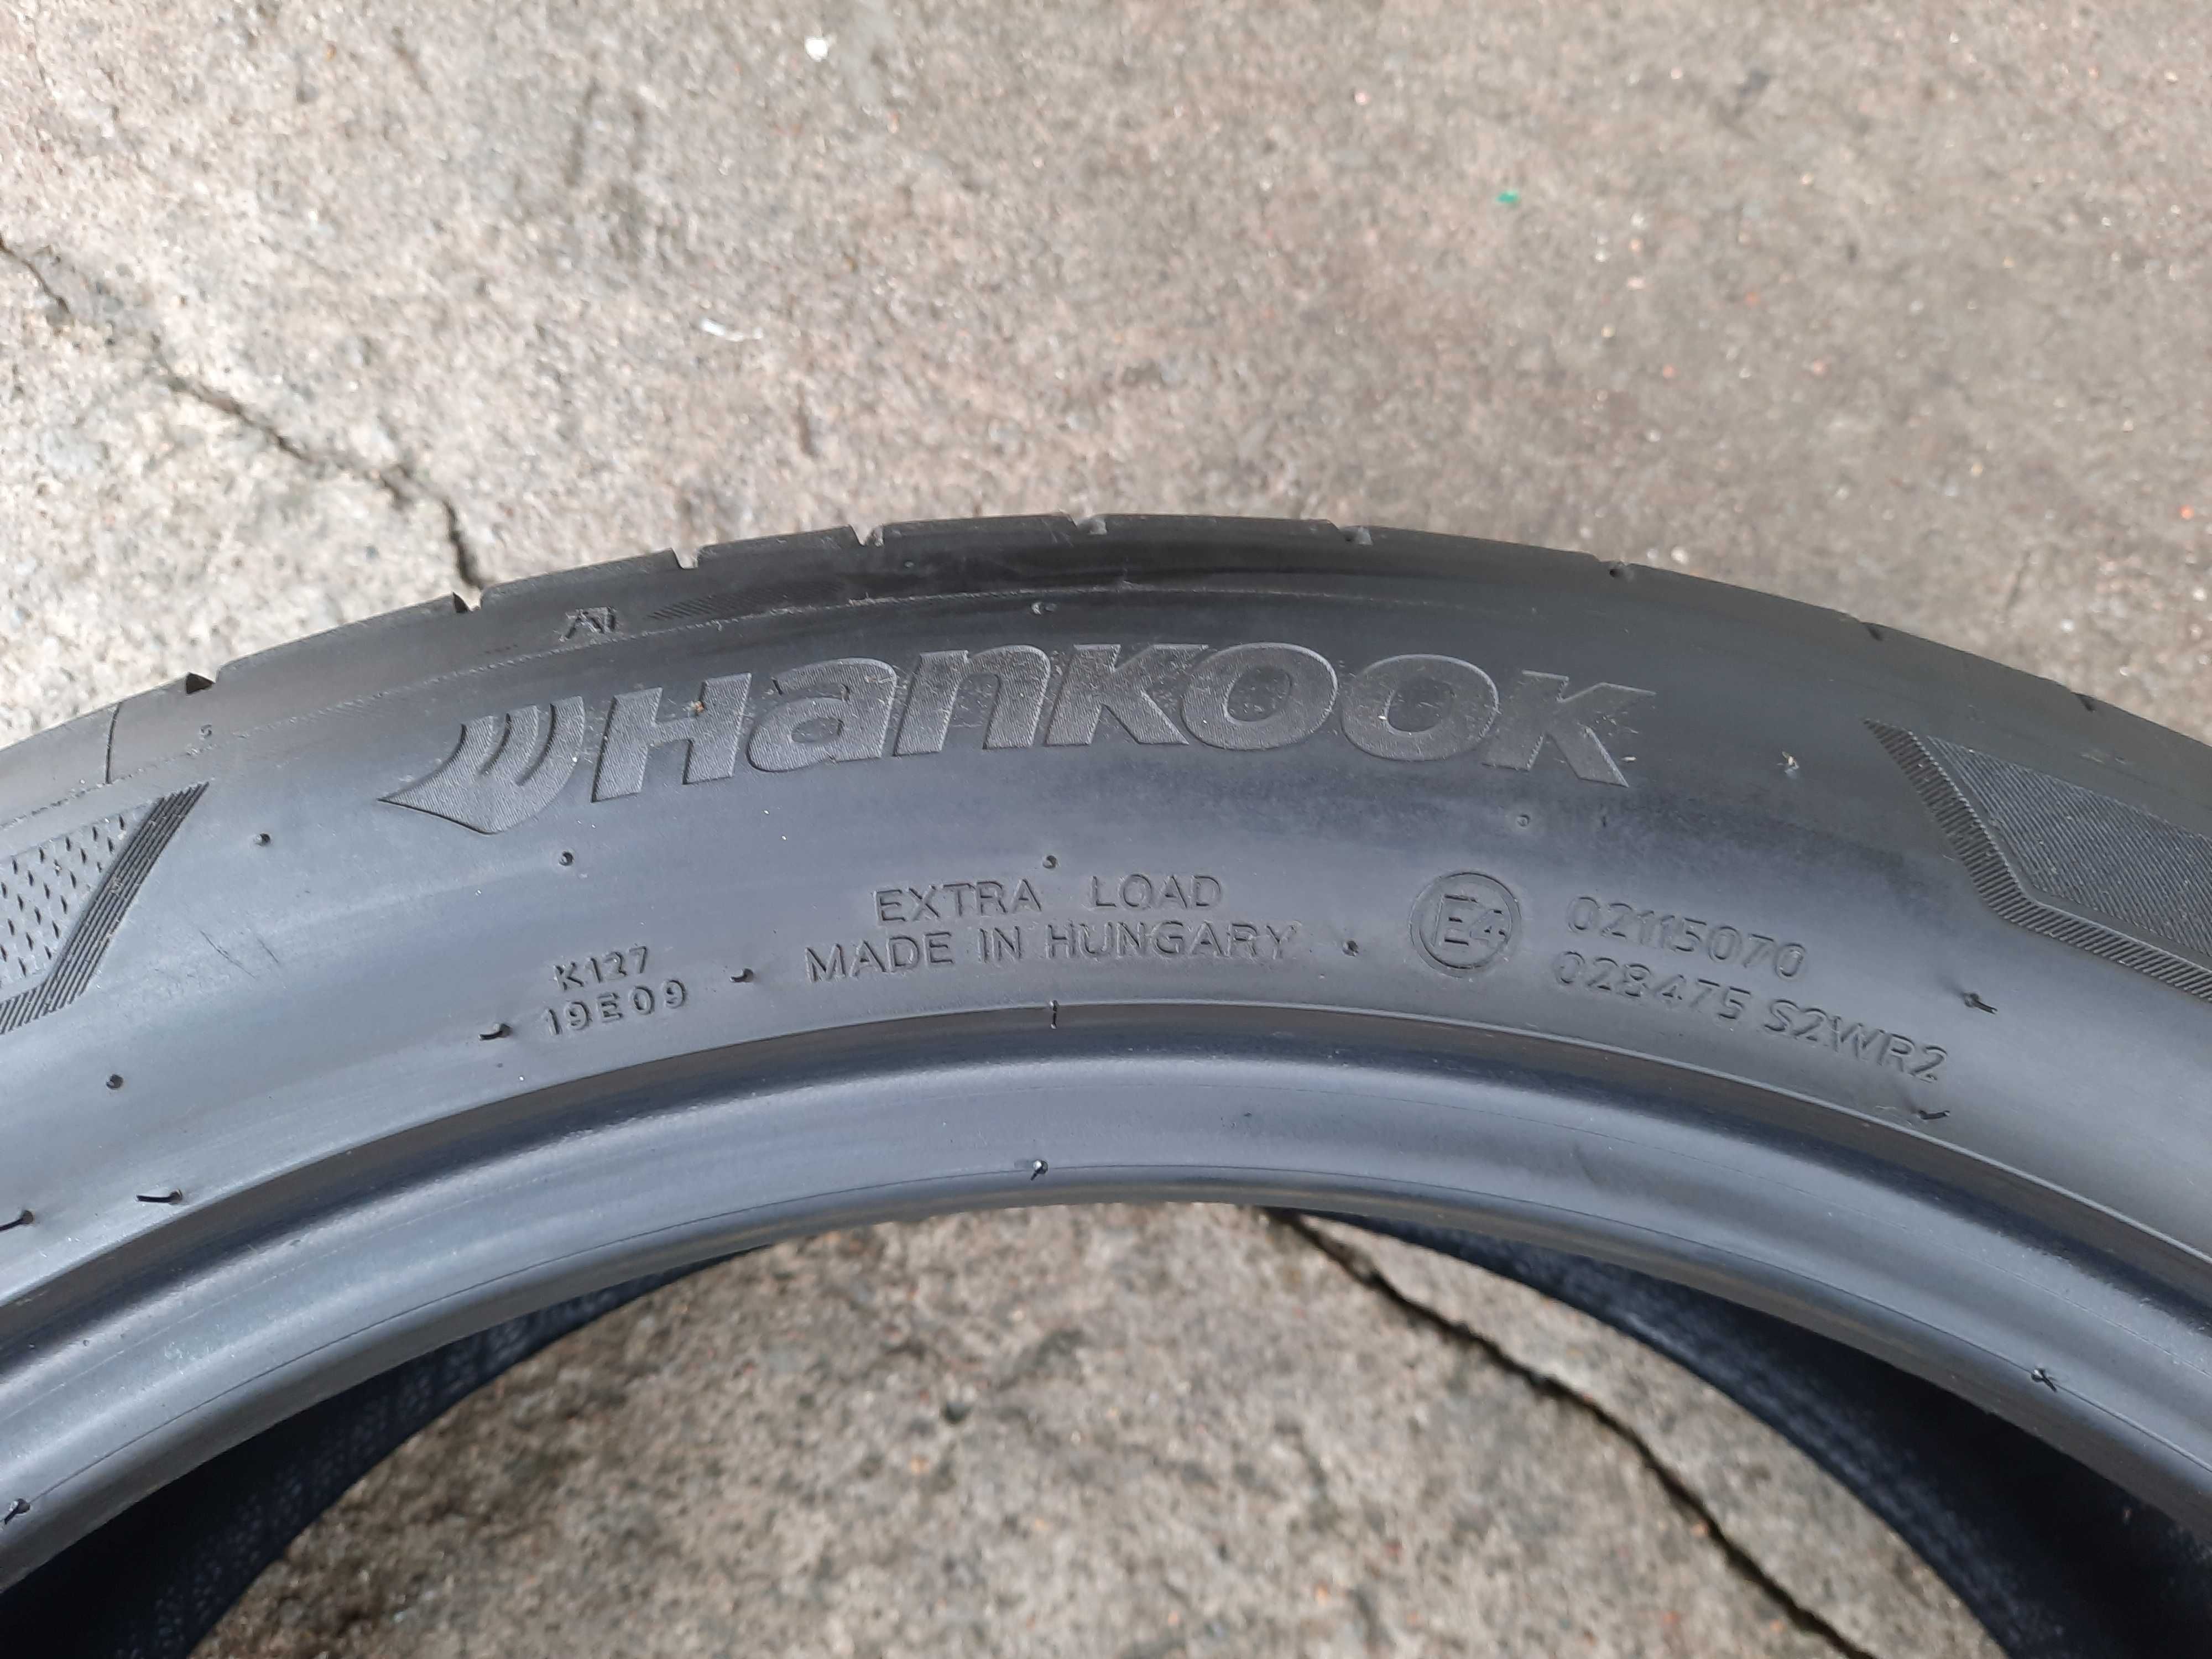 Hankook
EXTRA LOAD
MADE IN HUNGARY
K127
19E09
E4
02115070
028475 S2WR2